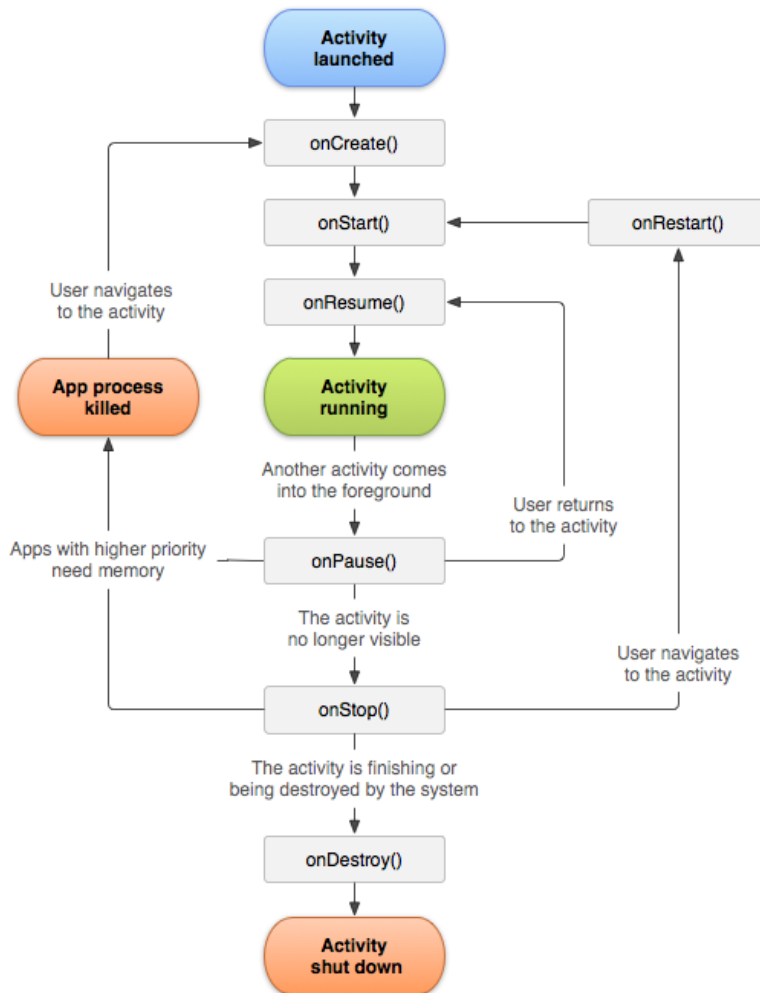 Activity
launched
onCreate()
onStart()
onRestart()
onResume()
User navigates
to the activity
App process
killed
Activity
running
Another activity comes
into the foreground
User returns
to the activity
Apps with higher priority
need memory
onPause()
The activity is
no longer visible
User navigates
to the activity
onStop()
The activity is finishing or
being destroyed by the system
onDestroy()
Activity
shut down